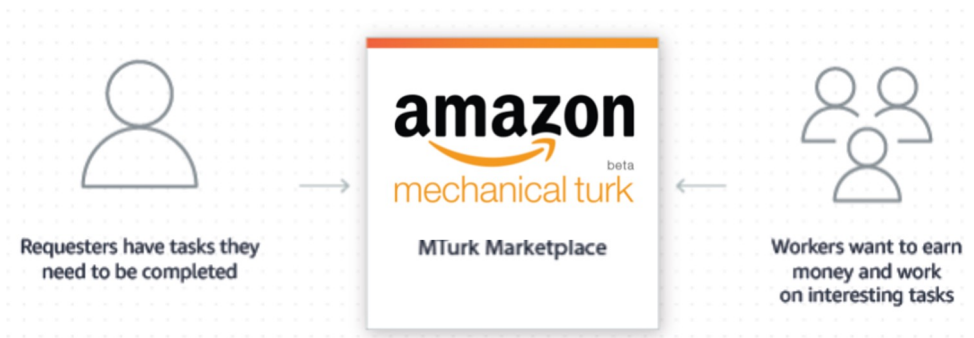 amazon
beta
mechanical turk
Requesters have tasks they
need to be completed
MTurk Marketplace
Workers want to earn
money and work
on interesting tasks